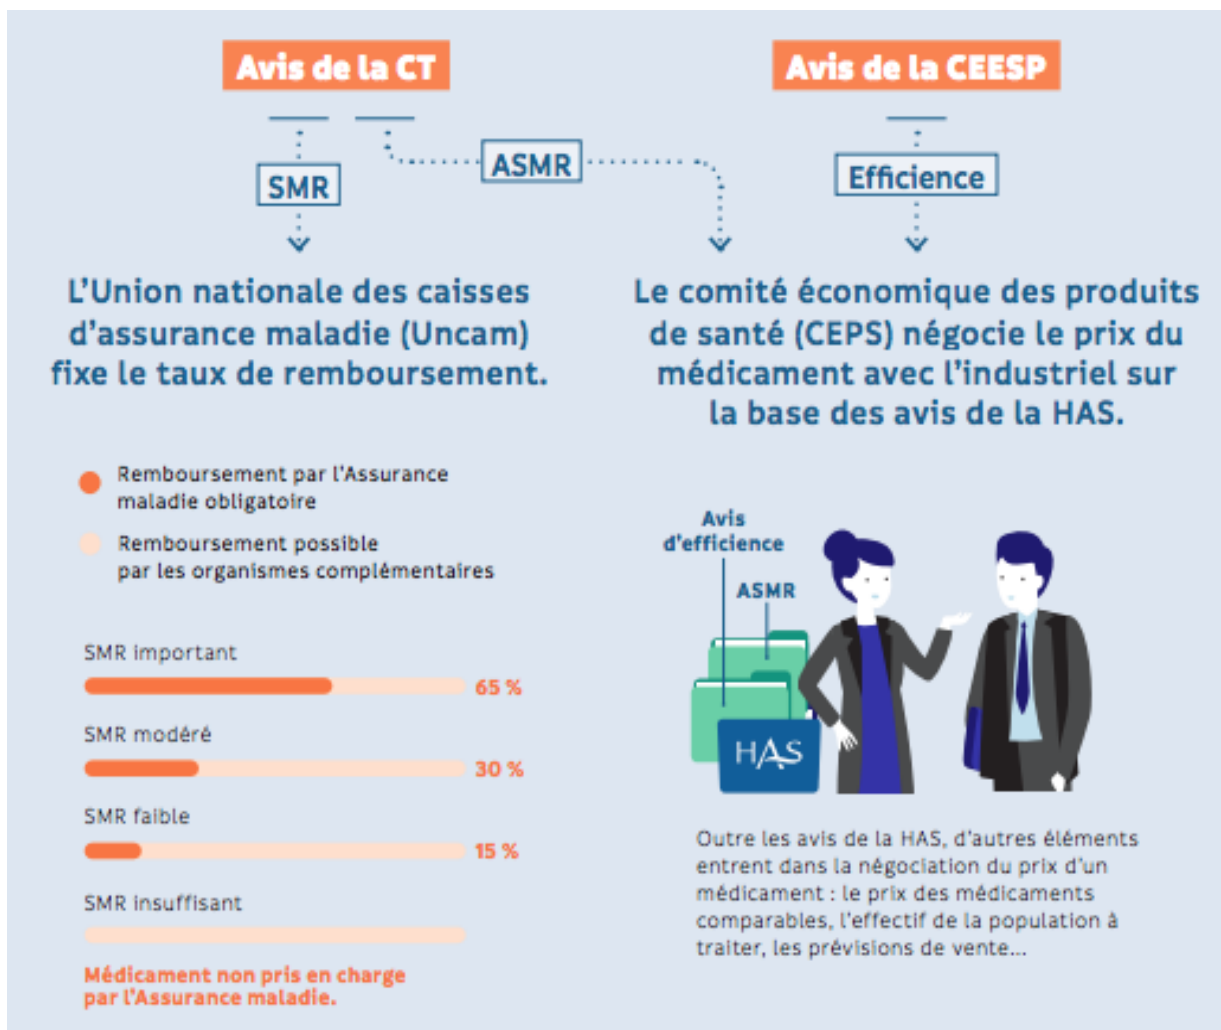 Avis de la CT
SMR
ASMR
L'Union nationale des caisses
d'assurance maladie (Uncam)
fixe le taux de remboursement.
Remboursement par l'Assurance
maladie obligatoire
Remboursement possible
par les organismes complémentaires
SMR important
65 %
SMR modéré
30 %
SMR faible
15 %
SMR insuffisant
Médicament non pris en charge
par l'Assurance maladie.
Avis de la CEESP
Efficience
Le comité économique des produits
de santé (CEPS) négocie le prix du
médicament avec l'industriel sur
la base des avis de la HAS.
Avis
d'efficience
ASMR
HAS
Outre les avis de la HAS, d'autres éléments
entrent dans la négociation du prix d'un
médicament : le prix des médicaments
comparables, l'effectif de la population à
traiter, les prévisions de vente...